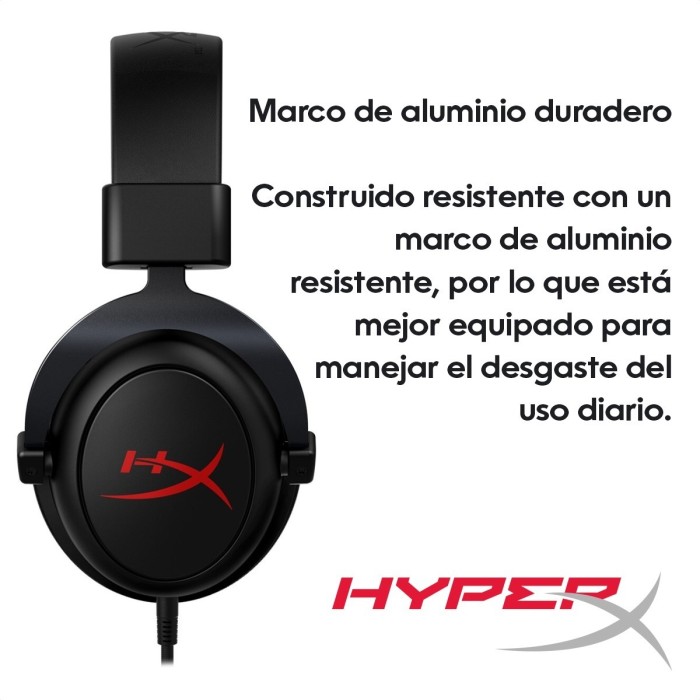 Marco de aluminio duradero
Construido resistente con un
marco de aluminio
resistente, por lo que está
mejor equipado para
manejar el desgaste del
uso diario.
HX
HYPERX